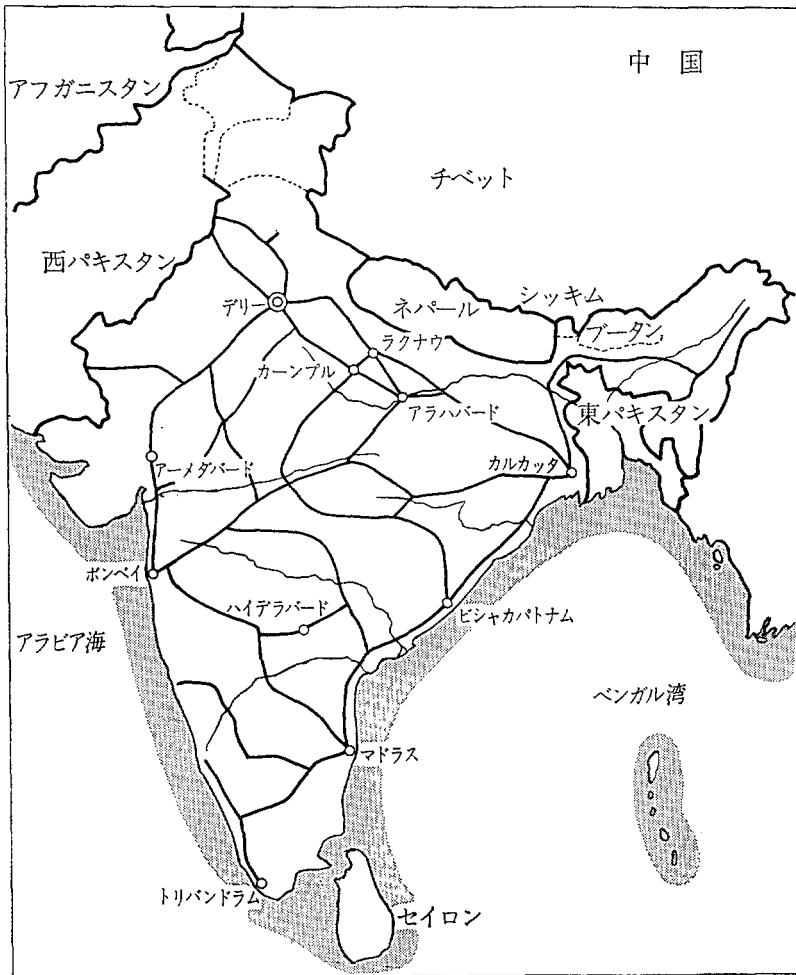 中 国
アフガニスタン
チベット
西パキスタン
ネパール
シッキム
ブータン
デリー
ラクナウ
カーンプル
アラハバード
東パキスタン
アーメダバード
カルカッタ
ボンベイ
ハイデラバード
ビシャカパトナム
アラビア海
ベンガル湾
マドラス
トリバンドラム
セイロン